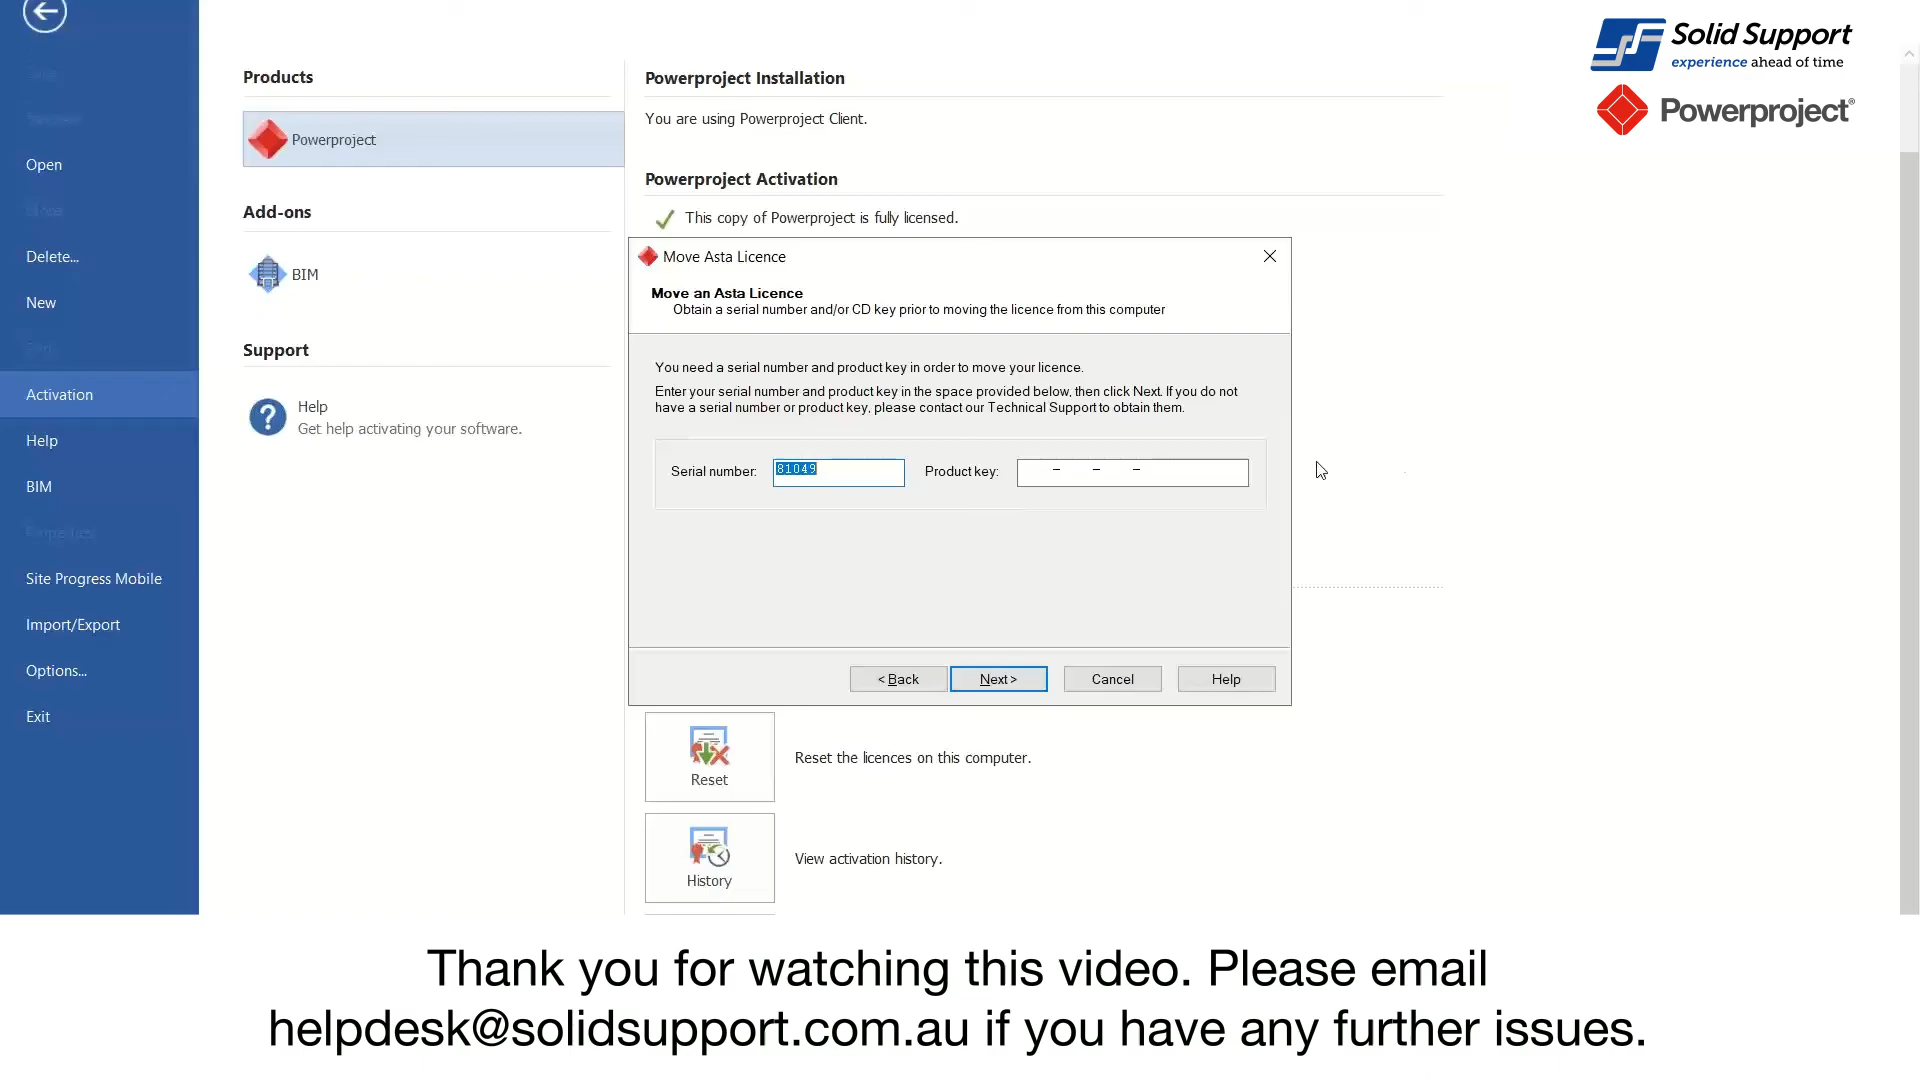 Solid Support
experience ahead of time
Powerproject®
Open
Delete...
New
Activation
Help
BIM
Site Progress Mobile
Import/Export
Options...
Exit
Products
Powerproject
Add-ons
BIM
Support
Help
Get help activating your software.
Powerproject Installation
You are using Powerproject Client.
Powerproject Activation
This copy of Powerproject is fully licensed.
Move Asta Licence
Move an Asta Licence
Obtain a serial number and/or CD key prior to moving the licence from this computer
You need a serial number and product key in order to move your licence.
Enter your serial number and product key in the space provided below, then click Next. If you do not
have a serial number or product key, please contact our Technical Support to obtain them.
Serial number: 81049 Product key: – – –
< Back Next > Cancel Help
Reset
Reset the licences on this computer.
History
View activation history.
Thank you for watching this video. Please email
helpdesk@solidsupport.com.au if you have any further issues.